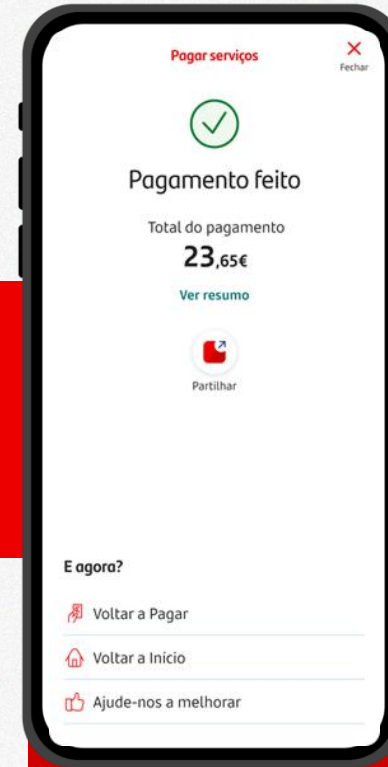 Pagar serviços
Fechar
Pagamento feito
Total do pagamento
23,65€
Ver resumo
Partilhar
E agora?
Voltar a Pagar
Voltar a Início
Ajude-nos a melhorar